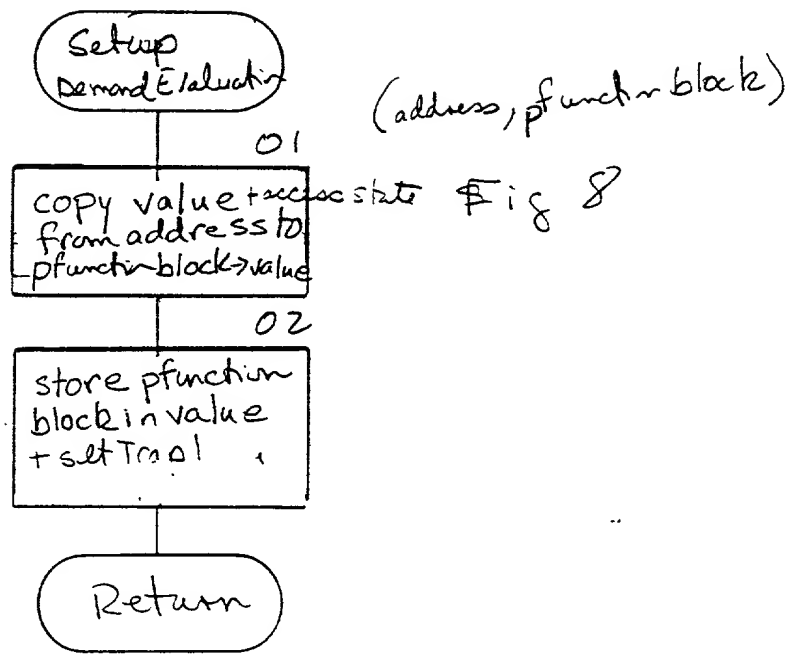 Setup
Demand Evaluation
(address, pfunction block)
01
copy value + access state
from address to
pfunction block->value
Fig 8
02
store pfunction
block in value
+ set Trap1
Return